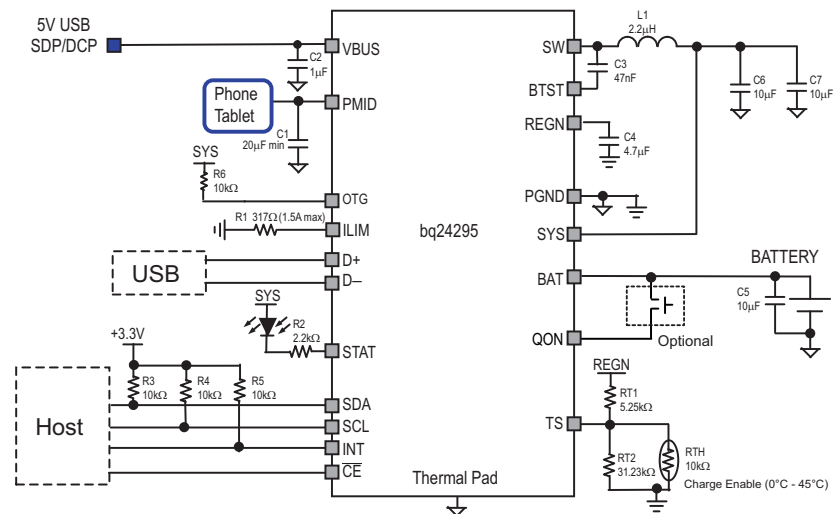 5V USB
SDP/DCP
VBUS
C2
1µF
Phone
Tablet
PMID
C1
20µF min
SYS
R6
10kΩ
OTG
R1 317Ω (1.5A max)
ILIM
USB
D+
D–
SYS
R2
2.2kΩ
STAT
+3.3V
R3
10kΩ
R4
10kΩ
R5
10kΩ
Host
SDA
SCL
INT
CE
bq24295
Thermal Pad
SW
L1
2.2µH
C3
47nF
BTST
C6
10µF
C7
10µF
REGN
C4
4.7µF
PGND
SYS
BAT
BATTERY
C5
10µF
QON
Optional
REGN
RT1
5.25kΩ
TS
RT2
31.23kΩ
RTH
10kΩ
Charge Enable (0°C - 45°C)